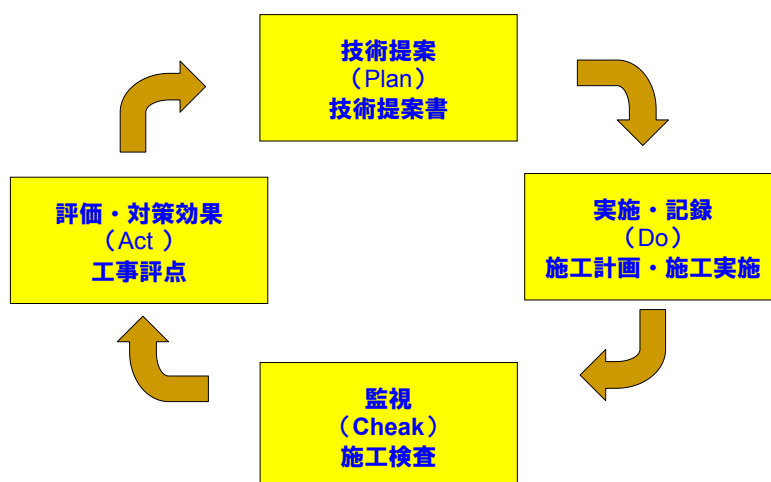 技術提案
（Plan）
技術提案書
実施・記録
（Do）
施工計画・施工実施
監視
（Cheak）
施工検査
評価・対策効果
（Act ）
工事評点